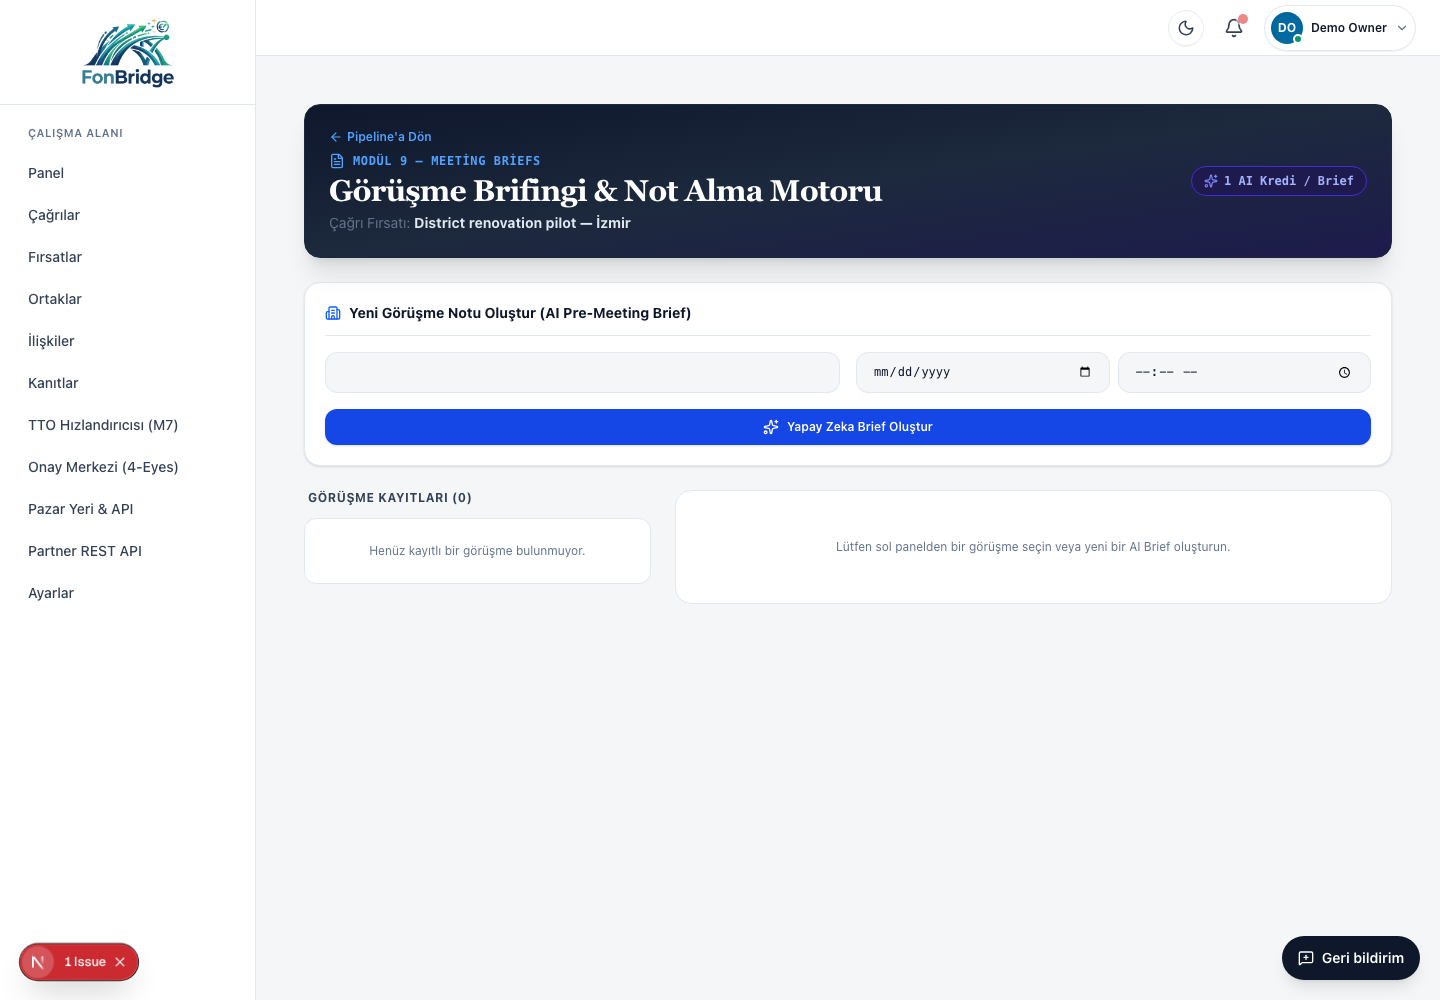 FonBridge
DO
Demo Owner
ÇALIŞMA ALANI
Panel
Çağrılar
Fırsatlar
Ortaklar
İlişkiler
Kanıtlar
TTO Hızlandırıcısı (M7)
Onay Merkezi (4-Eyes)
Pazar Yeri & API
Partner REST API
Ayarlar
N
1 Issue
Pipeline'a Dön
MODÜL 9 — MEETİNG BRİEFS
Görüşme Brifingi & Not Alma Motoru
Çağrı Fırsatı: District renovation pilot — İzmir
1 AI Kredi / Brief
Yeni Görüşme Notu Oluştur (AI Pre-Meeting Brief)
mm/dd/yyyy
--:-- --
Yapay Zeka Brief Oluştur
GÖRÜŞME KAYITLARI (0)
Henüz kayıtlı bir görüşme bulunmuyor.
Lütfen sol panelden bir görüşme seçin veya yeni bir AI Brief oluşturun.
Geri bildirim